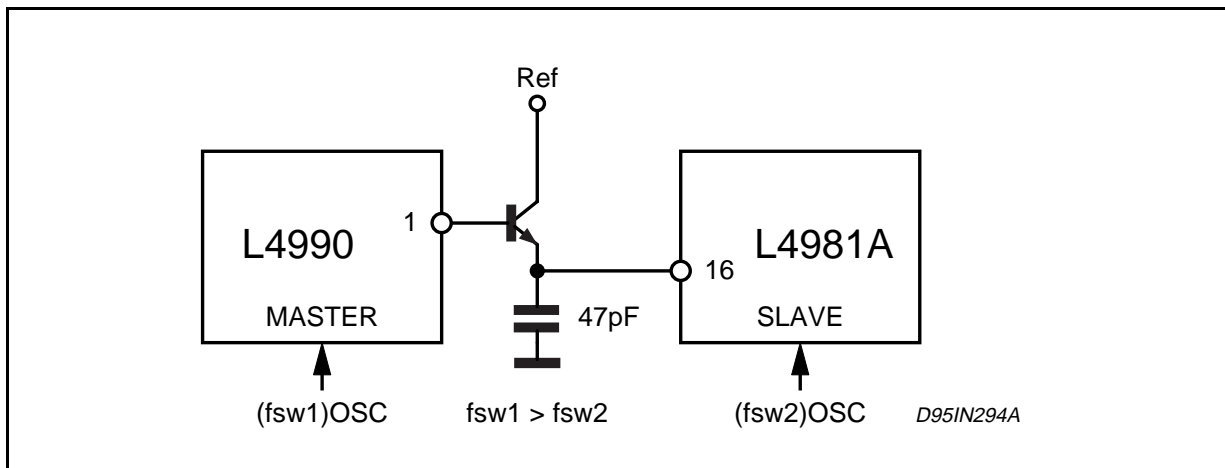 Ref
1
L4990
MASTER
16
L4981A
SLAVE
47pF
(fsw1)OSC
fsw1 > fsw2
(fsw2)OSC
D95IN294A